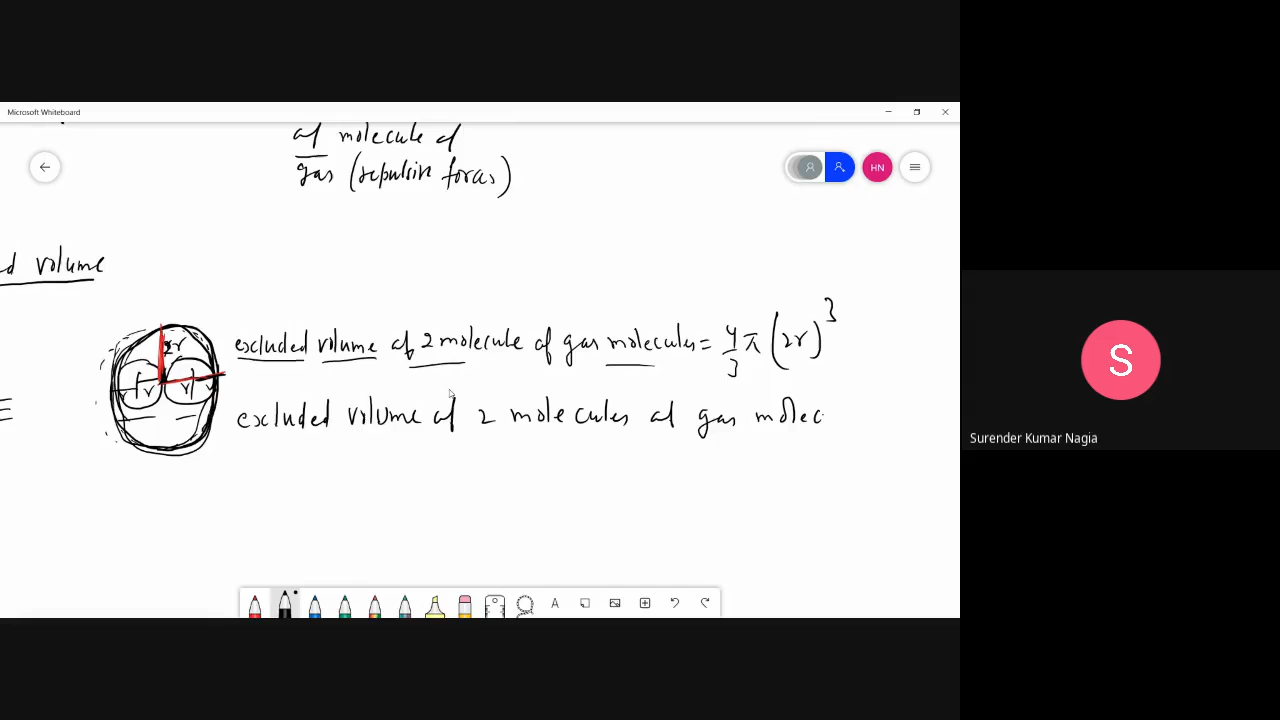 Microsoft Whiteboard
of molecule of
gas (repulsive forces)
HN
ed volume
2r
r r
excluded volume of 2 molecule of gas molecules = 4/3 π (2r)^3
excluded volume of 2 molecules of gas molec
S
Surender Kumar Nagia
A